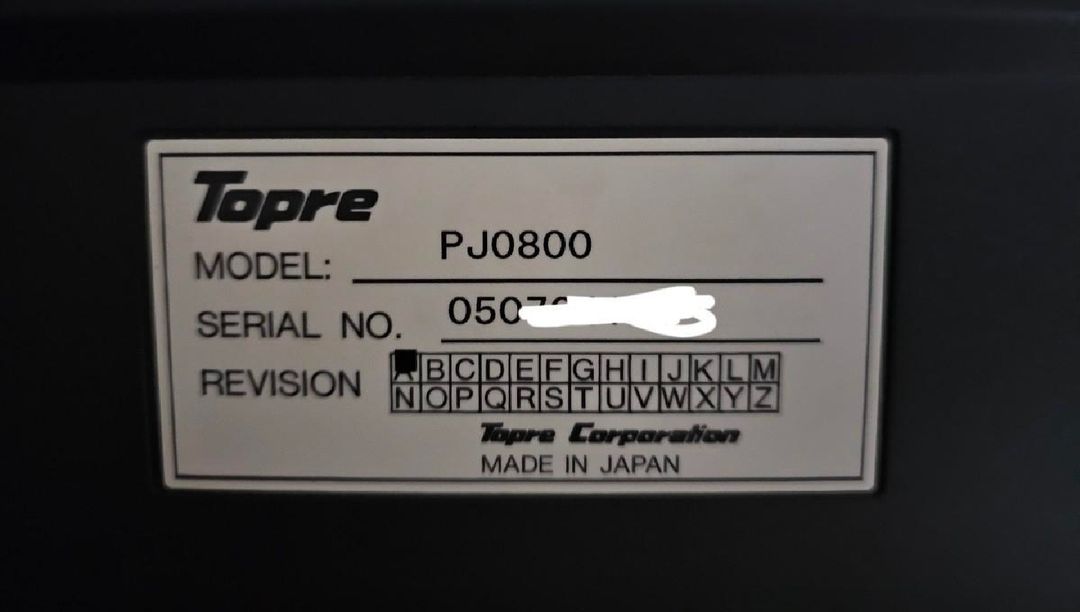 Topre
MODEL: PJ0800
SERIAL NO. 050
REVISION A B C D E F G H I J K L M
N O P Q R S T U V W X Y Z
Topre Corporation
MADE IN JAPAN